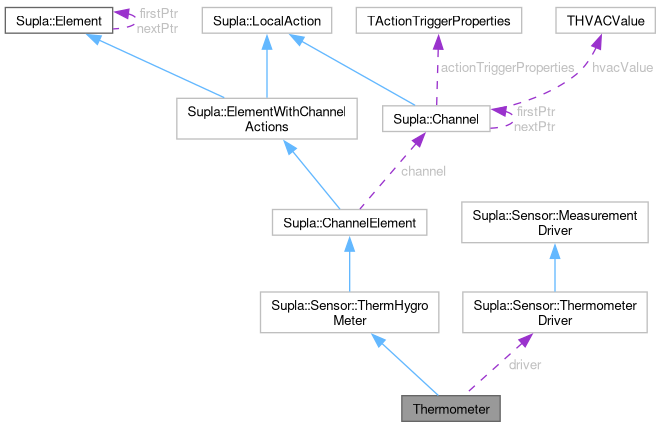 Supla::Element
firstPtr
nextPtr
Supla::LocalAction
TActionTriggerProperties
THVACValue
actionTriggerProperties
hvacValue
Supla::ElementWithChannel
Actions
Supla::Channel
firstPtr
nextPtr
channel
Supla::ChannelElement
Supla::Sensor::Measurement
Driver
Supla::Sensor::ThermHygro
Meter
Supla::Sensor::Thermometer
Driver
driver
Thermometer